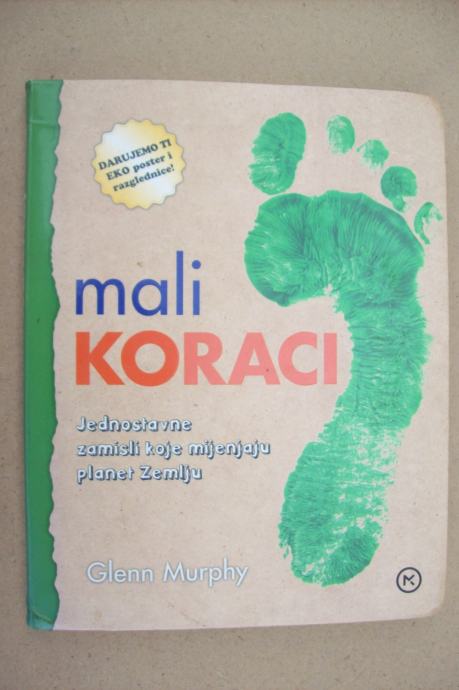 DARUJEMO TI
EKO poster i
razglednice!
mali
KORACI
Jednostavne
zamisli koje mijenjaju
planet Zemlju
Glenn Murphy
M